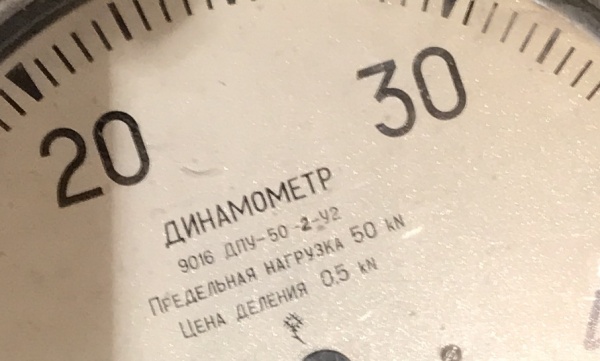 20
30
ДИНАМОМЕТР
9016 ДПУ-50-2-У2
ПРЕДЕЛЬНАЯ НАГРУЗКА 50 kN
ЦЕНА ДЕЛЕНИЯ 0,5 kN